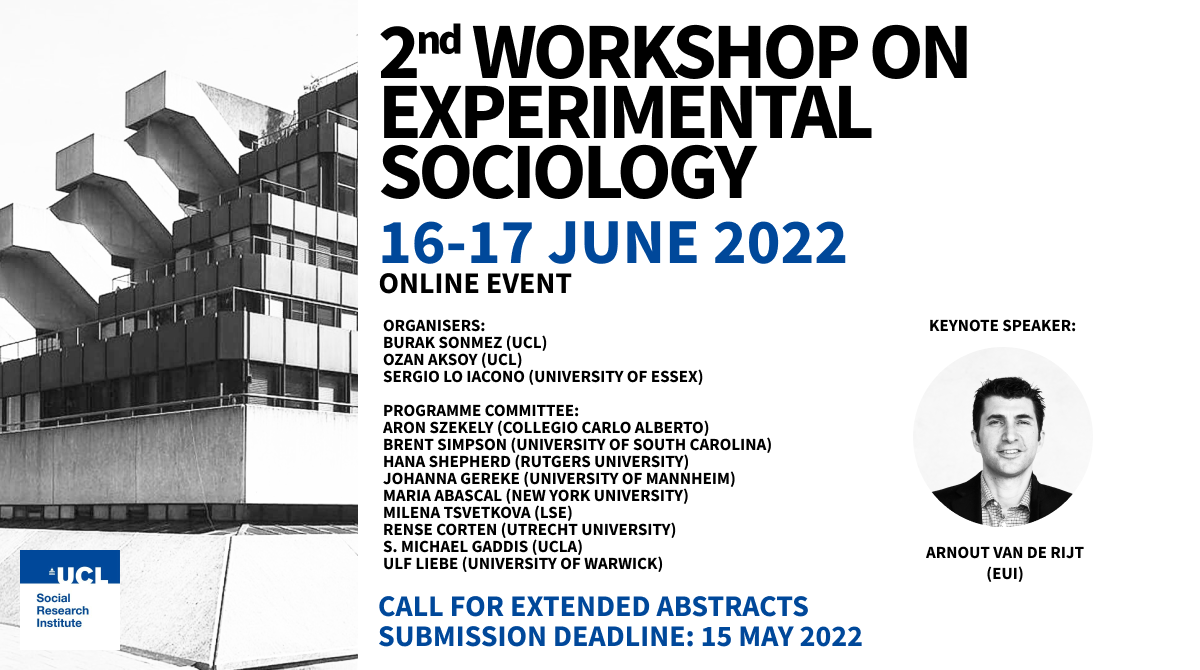 2nd WORKSHOP ON
EXPERIMENTAL
SOCIOLOGY
16-17 JUNE 2022
ONLINE EVENT
ORGANISERS:
BURAK SONMEZ (UCL)
OZAN AKSOY (UCL)
SERGIO LO IACONO (UNIVERSITY OF ESSEX)
PROGRAMME COMMITTEE:
ARON SZEKELY (COLLEGIO CARLO ALBERTO)
BRENT SIMPSON (UNIVERSITY OF SOUTH CAROLINA)
HANA SHEPHERD (RUTGERS UNIVERSITY)
JOHANNA GEREKE (UNIVERSITY OF MANNHEIM)
MARIA ABASCAL (NEW YORK UNIVERSITY)
MILENA TSVETKOVA (LSE)
RENSE CORTEN (UTRECHT UNIVERSITY)
S. MICHAEL GADDIS (UCLA)
ULF LIEBE (UNIVERSITY OF WARWICK)
KEYNOTE SPEAKER:
ARNOUT VAN DE RIJT
(EUI)
CALL FOR EXTENDED ABSTRACTS
SUBMISSION DEADLINE: 15 MAY 2022
UCL
Social
Research
Institute